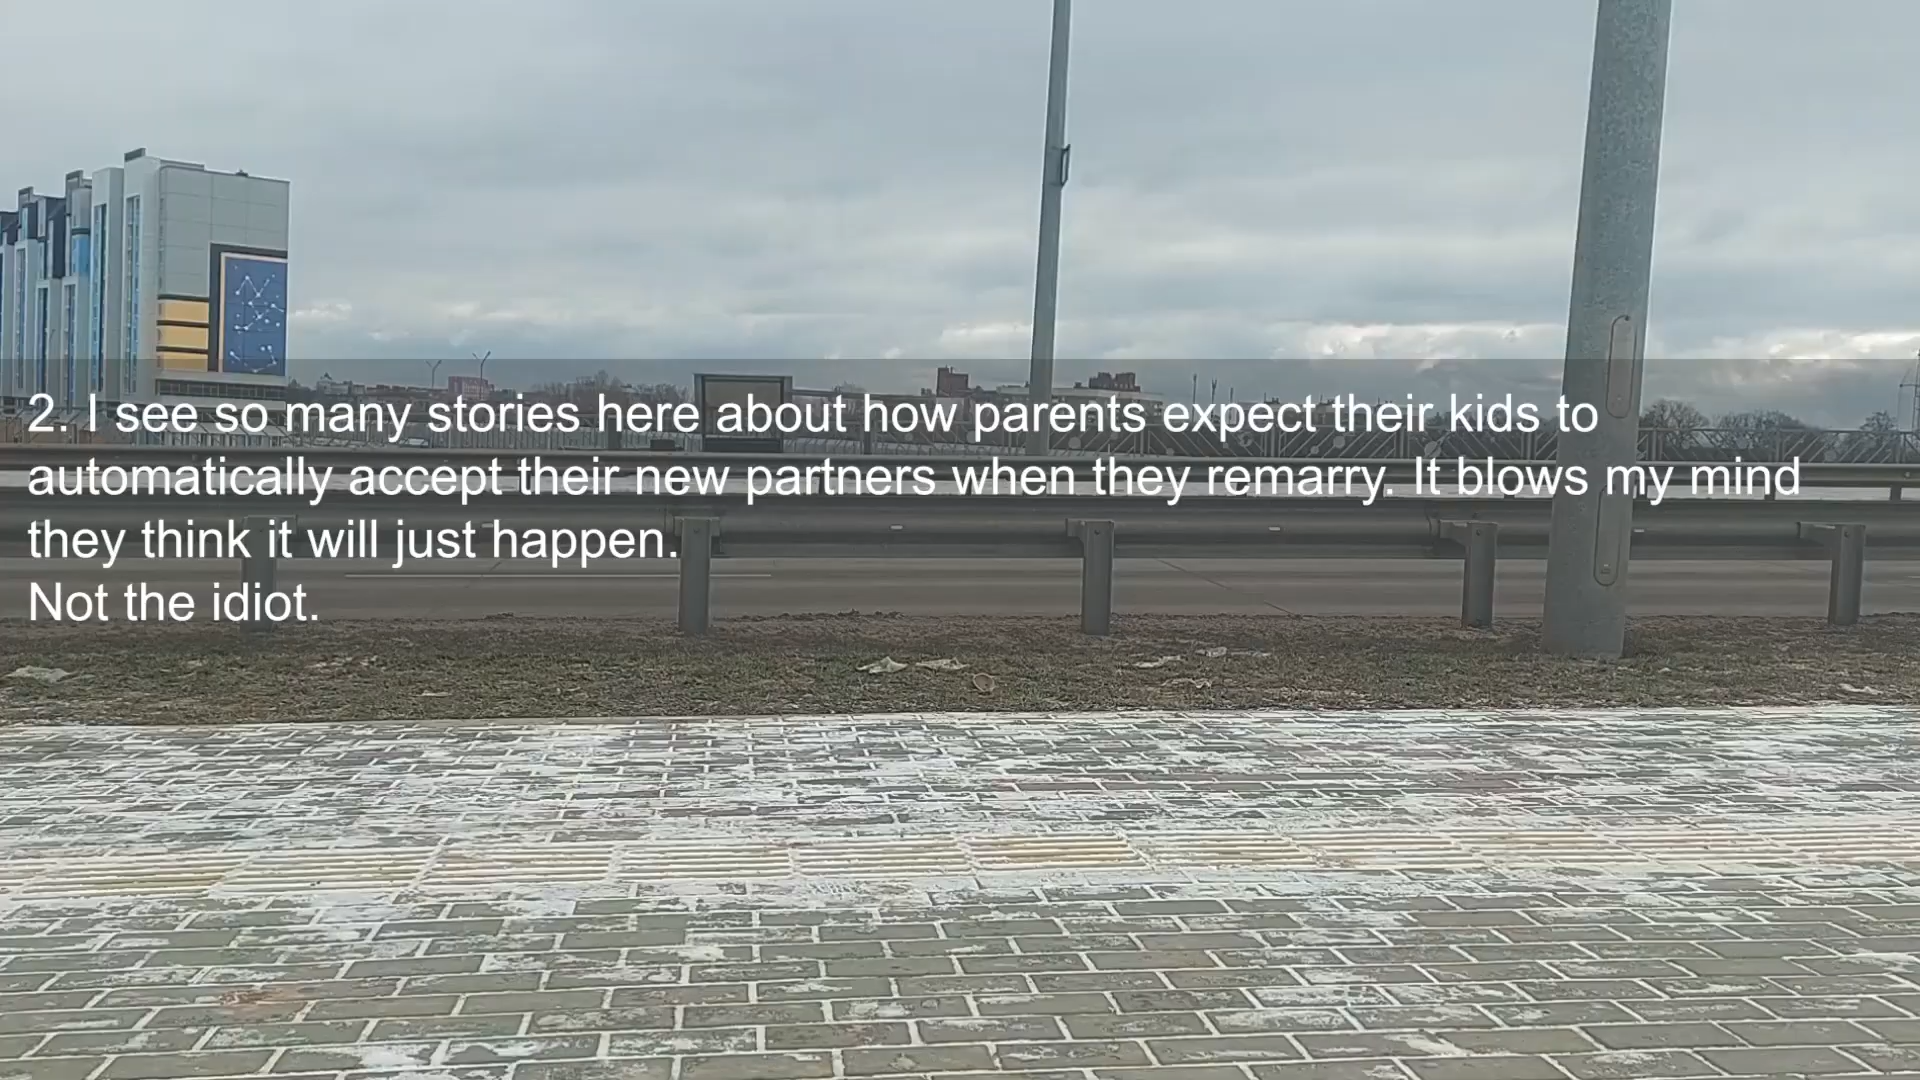 2. I see so many stories here about how parents expect their kids to
automatically accept their new partners when they remarry. It blows my mind
they think it will just happen.
Not the idiot.